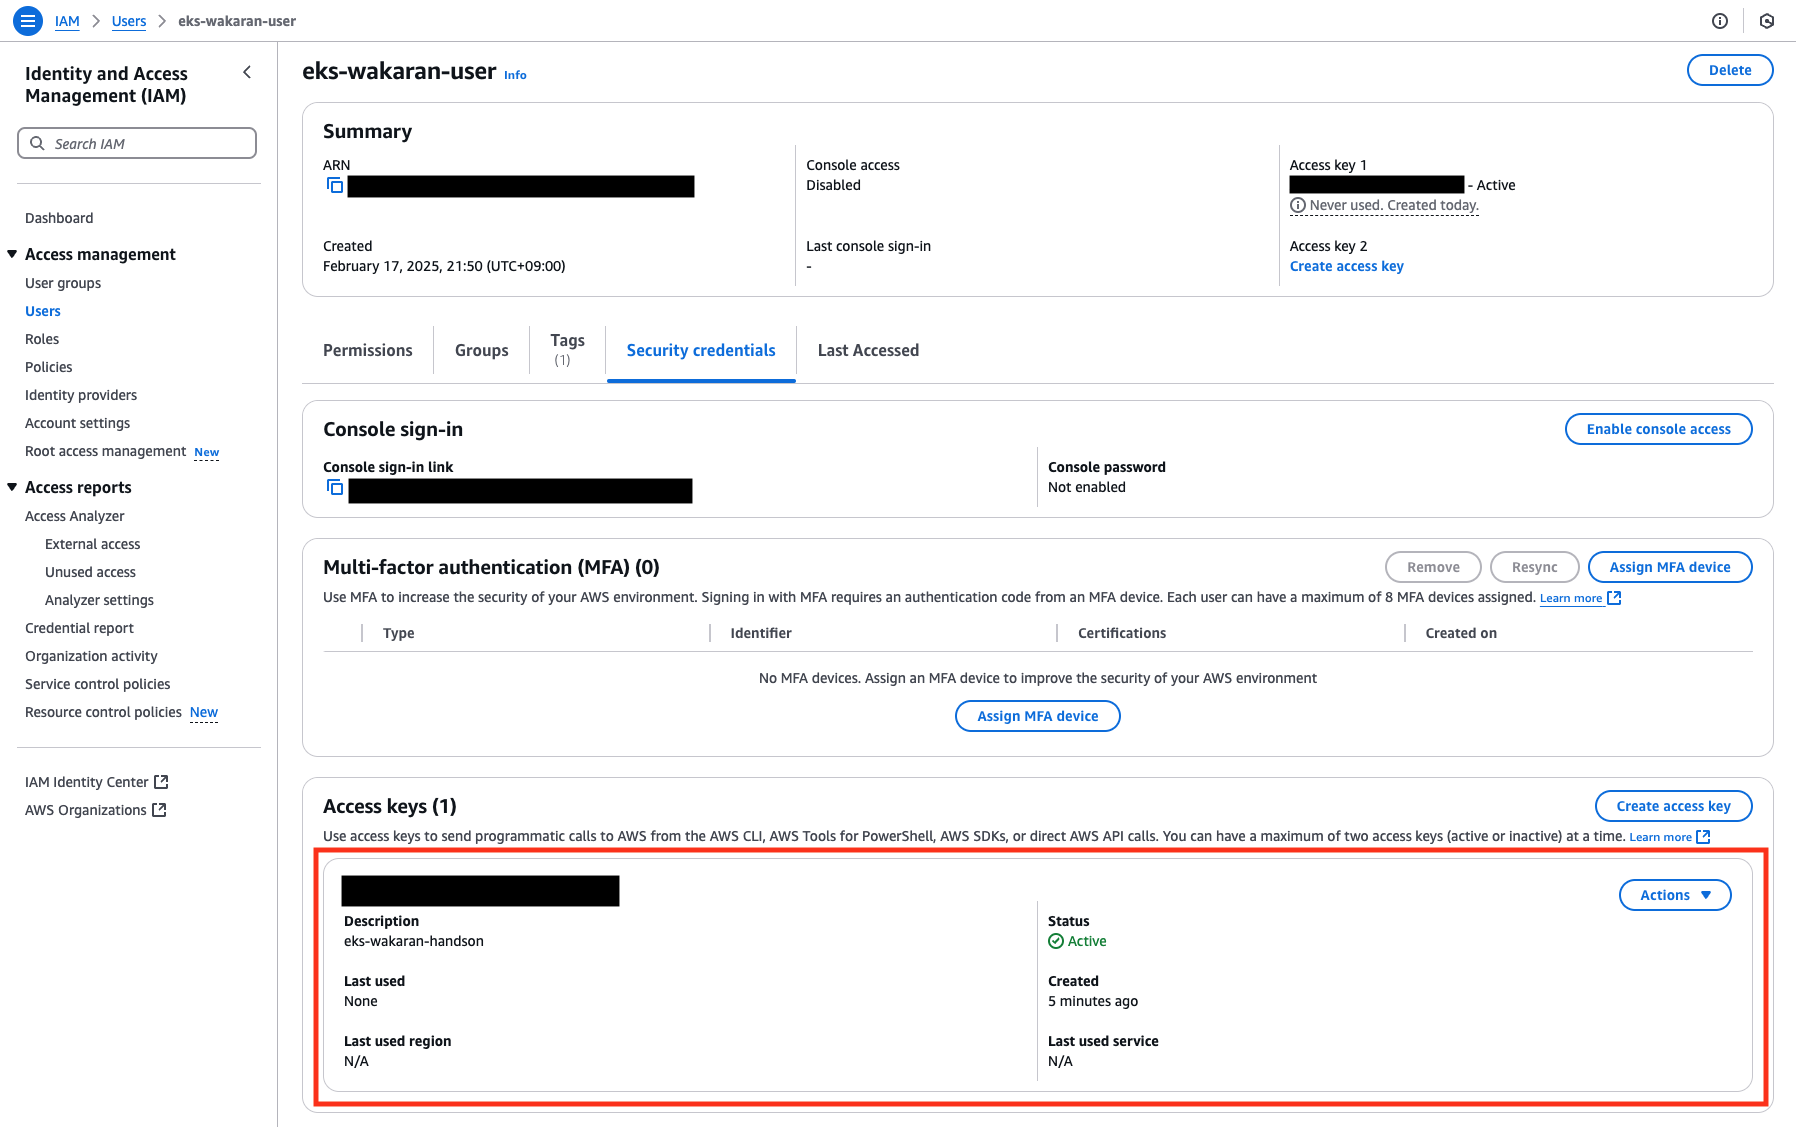 IAM > Users > eks-wakaran-user
Identity and Access Management (IAM)
Search IAM
Dashboard
Access management
User groups
Users
Roles
Policies
Identity providers
Account settings
Root access management New
Access reports
Access Analyzer
External access
Unused access
Analyzer settings
Credential report
Organization activity
Service control policies
Resource control policies New
IAM Identity Center
AWS Organizations
eks-wakaran-user Info
Delete
Summary
ARN
Console access
Disabled
Access key 1
- Active
Never used. Created today.
Created
February 17, 2025, 21:50 (UTC+09:00)
Last console sign-in
-
Access key 2
Create access key
Permissions
Groups
Tags
(1)
Security credentials
Last Accessed
Console sign-in
Enable console access
Console sign-in link
Console password
Not enabled
Multi-factor authentication (MFA) (0)
Remove
Resync
Assign MFA device
Use MFA to increase the security of your AWS environment. Signing in with MFA requires an authentication code from an MFA device. Each user can have a maximum of 8 MFA devices assigned. Learn more
Type
Identifier
Certifications
Created on
No MFA devices. Assign an MFA device to improve the security of your AWS environment
Assign MFA device
Access keys (1)
Create access key
Use access keys to send programmatic calls to AWS from the AWS CLI, AWS Tools for PowerShell, AWS SDKs, or direct AWS API calls. You can have a maximum of two access keys (active or inactive) at a time. Learn more
Actions
Description
eks-wakaran-handson
Status
Active
Last used
None
Created
5 minutes ago
Last used region
N/A
Last used service
N/A